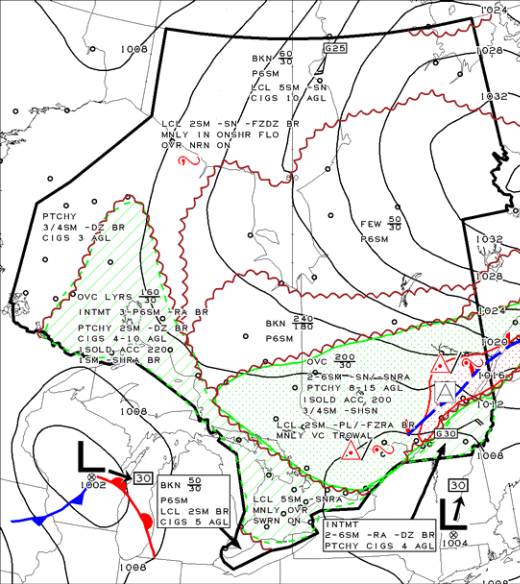 1024
1008
BKN 60/30
G25
1028
P6SM
LCL 5SM -SN
CIGS 10 AGL
1032
LCL 2SM -SN -FZDZ BR
MNLY IN ONSHR FLO
OVR NRN ON
PTCHY
3/4SM -DZ BR
CIGS 3 AGL
FEW 50/30
P6SM
1032
1028
OVC LYRS 160/30
INTMT 3-P6SM -RA BR
PTCHY 2SM -DZ BR
CIGS 4-10 AGL
ISOLD ACC 220
1SM -SHRA BR
1024
BKN 240/180
P6SM
1020
OVC 200/30
2-6SM -SN/-SNRA
PTCHY 8-15 AGL
ISOLD ACC 200
3/4SM -SHSN
1016
1012
1008
LCL 2SM -PL/-FZRA BR
MNLY VC TROWAL
G30
1008
L
1002
30
BKN 50/30
P6SM
LCL 2SM BR
CIGS 5 AGL
LCL 5SM -SNRA
MNLY OVR
SWRN ON
30
L
1004
INTMT
2-6SM -RA -DZ BR
PTCHY CIGS 4 AGL
1008
1008